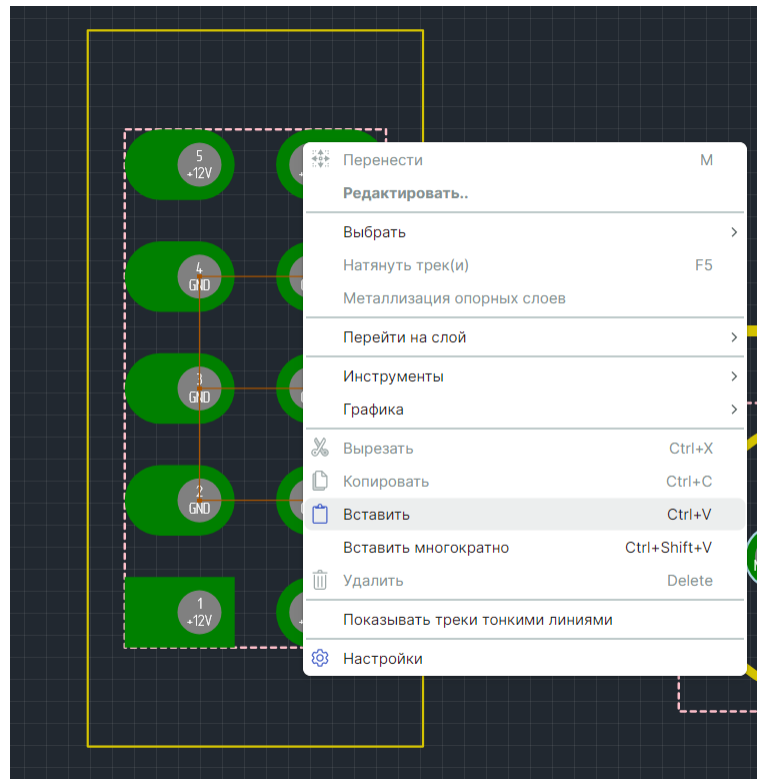 5
+12V
Перенести M
Редактировать..
Выбрать
4
GND
Натянуть трек(и) F5
Металлизация опорных слоев
Перейти на слой
3
GND
Инструменты
Графика
Вырезать Ctrl+X
Копировать Ctrl+C
2
GND
Вставить Ctrl+V
Вставить многократно Ctrl+Shift+V
Удалить Delete
1
+12V
Показывать треки тонкими линиями
Настройки